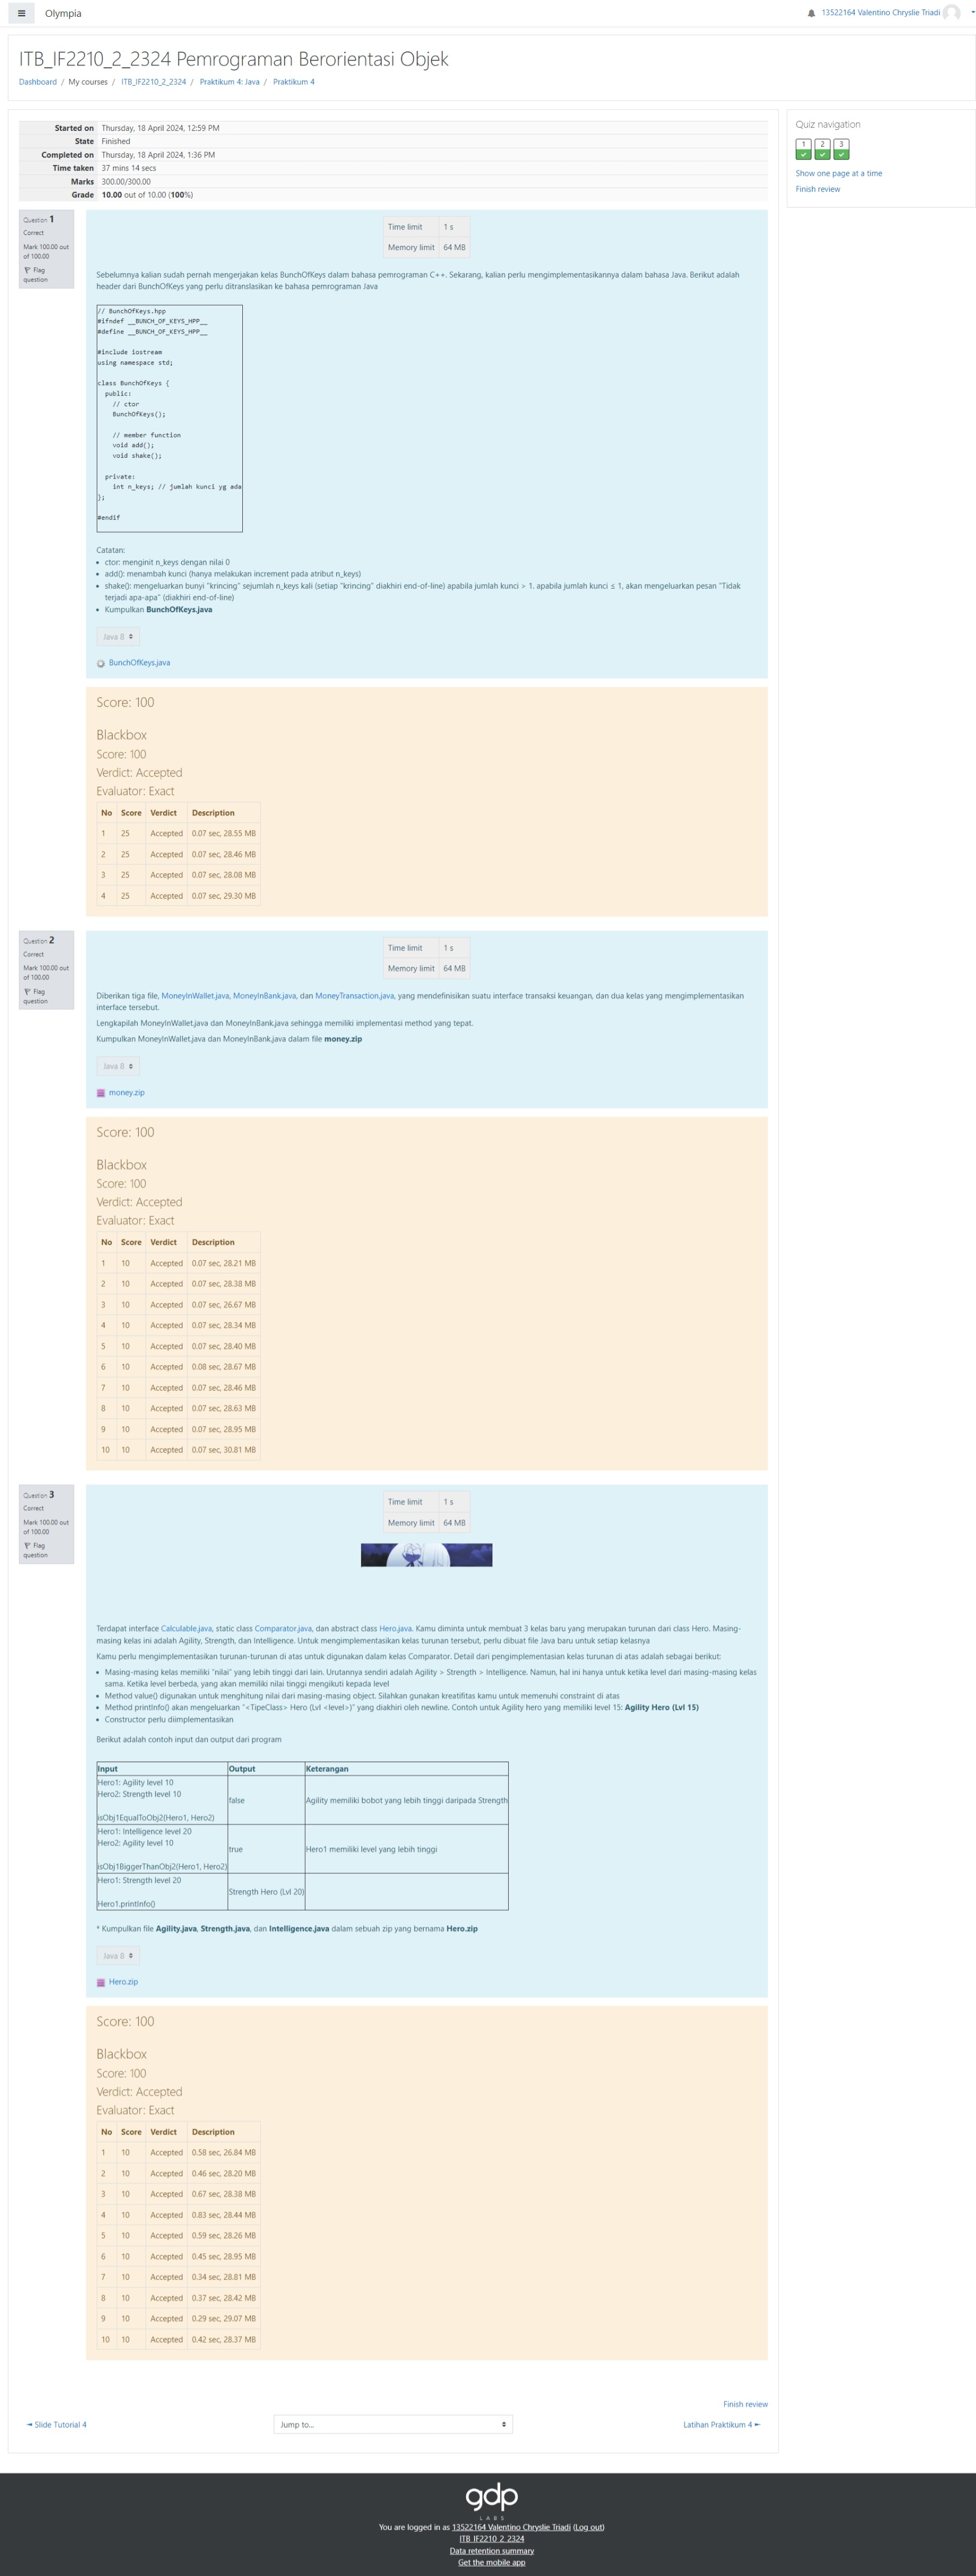 Olympia
13522164 Valentino Chryslie Triadi
ITB_IF2210_2_2324 Pemrograman Berorientasi Objek
Dashboard / My courses / ITB_IF2210_2_2324 / Praktikum 4: Java / Praktikum 4
Started on Thursday, 18 April 2024, 12:59 PM
State Finished
Completed on Thursday, 18 April 2024, 1:36 PM
Time taken 37 mins 14 secs
Marks 300.00/300.00
Grade 10.00 out of 10.00 (100%)
Quiz navigation
1 2 3
Show one page at a time
Finish review
Question 1
Correct
Mark 100.00 out
of 100.00
Flag
question
Time limit 1 s
Memory limit 64 MB
Sebelumnya kalian sudah pernah mengerjakan kelas BunchOfKeys dalam bahasa pemrograman C++. Sekarang, kalian perlu mengimplementasikannya dalam bahasa Java. Berikut adalah
header dari BunchOfKeys yang perlu ditranslasikan ke bahasa pemrograman Java
// BunchOfKeys.hpp
#ifndef __BUNCH_OF_KEYS_HPP__
#define __BUNCH_OF_KEYS_HPP__
#include iostream
using namespace std;
class BunchOfKeys {
public:
// ctor
BunchOfKeys();
// member function
void add();
void shake();
private:
int n_keys; // jumlah kunci yg ada
};
#endif
Catatan:
• ctor: menginit n_keys dengan nilai 0
• add(): menambah kunci (hanya melakukan increment pada atribut n_keys)
• shake(): mengeluarkan bunyi "krincing" sejumlah n_keys kali (setiap "krincing" diakhiri end-of-line) apabila jumlah kunci > 1. apabila jumlah kunci ≤ 1, akan mengeluarkan pesan "Tidak
terjadi apa-apa" (diakhiri end-of-line)
• Kumpulkan BunchOfKeys.java
Java 8
BunchOfKeys.java
Score: 100
Blackbox
Score: 100
Verdict: Accepted
Evaluator: Exact
No Score Verdict Description
1 25 Accepted 0.07 sec, 28.55 MB
2 25 Accepted 0.07 sec, 28.46 MB
3 25 Accepted 0.07 sec, 28.08 MB
4 25 Accepted 0.07 sec, 29.30 MB
Question 2
Correct
Mark 100.00 out
of 100.00
Flag
question
Time limit 1 s
Memory limit 64 MB
Diberikan tiga file, MoneyInWallet.java, MoneyInBank.java, dan MoneyTransaction.java, yang mendefinisikan suatu interface transaksi keuangan, dan dua kelas yang mengimplementasikan
interface tersebut.
Lengkapilah MoneyInWallet.java dan MoneyInBank.java sehingga memiliki implementasi method yang tepat.
Kumpulkan MoneyInWallet.java dan MoneyInBank.java dalam file money.zip
Java 8
money.zip
Score: 100
Blackbox
Score: 100
Verdict: Accepted
Evaluator: Exact
No Score Verdict Description
1 10 Accepted 0.07 sec, 28.21 MB
2 10 Accepted 0.07 sec, 28.38 MB
3 10 Accepted 0.07 sec, 26.67 MB
4 10 Accepted 0.07 sec, 28.34 MB
5 10 Accepted 0.07 sec, 28.40 MB
6 10 Accepted 0.08 sec, 28.67 MB
7 10 Accepted 0.07 sec, 28.46 MB
8 10 Accepted 0.07 sec, 28.63 MB
9 10 Accepted 0.07 sec, 28.95 MB
10 10 Accepted 0.07 sec, 30.81 MB
Question 3
Correct
Mark 100.00 out
of 100.00
Flag
question
Time limit 1 s
Memory limit 64 MB
Terdapat interface Calculable.java, static class Comparator.java, dan abstract class Hero.java. Kamu diminta untuk membuat 3 kelas baru yang merupakan turunan dari class Hero. Masing-
masing kelas ini adalah Agility, Strength, dan Intelligence. Untuk mengimplementasikan kelas turunan tersebut, perlu dibuat file Java baru untuk setiap kelasnya
Kamu perlu mengimplementasikan turunan-turunan di atas untuk digunakan dalam kelas Comparator. Detail dari pengimplementasian kelas turunan di atas adalah sebagai berikut:
• Masing-masing kelas memiliki "nilai" yang lebih tinggi dari lain. Urutannya sendiri adalah Agility > Strength > Intelligence. Namun, hal ini hanya untuk ketika level dari masing-masing kelas
sama. Ketika level berbeda, yang akan memiliki nilai tinggi mengikuti kepada level
• Method value() digunakan untuk menghitung nilai dari masing-masing object. Silahkan gunakan kreatifitas kamu untuk memenuhi constraint di atas
• Method printInfo() akan mengeluarkan "<TipeClass> Hero (Lvl <level>)" yang diakhiri oleh newline. Contoh untuk Agility hero yang memiliki level 15: Agility Hero (Lvl 15)
• Constructor perlu diimplementasikan
Berikut adalah contoh input dan output dari program
Input Output Keterangan
Hero1: Agility level 10
Hero2: Strength level 10
isObj1EqualToObj2(Hero1, Hero2)
false
Agility memiliki bobot yang lebih tinggi daripada Strength
Hero1: Intelligence level 20
Hero2: Agility level 10
isObj1BiggerThanObj2(Hero1, Hero2)
true
Hero1 memiliki level yang lebih tinggi
Hero1: Strength level 20
Hero1.printInfo()
Strength Hero (Lvl 20)
* Kumpulkan file Agility.java, Strength.java, dan Intelligence.java dalam sebuah zip yang bernama Hero.zip
Java 8
Hero.zip
Score: 100
Blackbox
Score: 100
Verdict: Accepted
Evaluator: Exact
No Score Verdict Description
1 10 Accepted 0.58 sec, 26.84 MB
2 10 Accepted 0.46 sec, 28.20 MB
3 10 Accepted 0.67 sec, 28.38 MB
4 10 Accepted 0.83 sec, 28.44 MB
5 10 Accepted 0.59 sec, 28.26 MB
6 10 Accepted 0.45 sec, 28.95 MB
7 10 Accepted 0.34 sec, 28.81 MB
8 10 Accepted 0.37 sec, 28.42 MB
9 10 Accepted 0.29 sec, 29.07 MB
10 10 Accepted 0.42 sec, 28.37 MB
Finish review
◄ Slide Tutorial 4
Jump to...
Latihan Praktikum 4 ►
gdp
LABS
You are logged in as 13522164 Valentino Chryslie Triadi (Log out)
ITB_IF2210_2_2324
Data retention summary
Get the mobile app